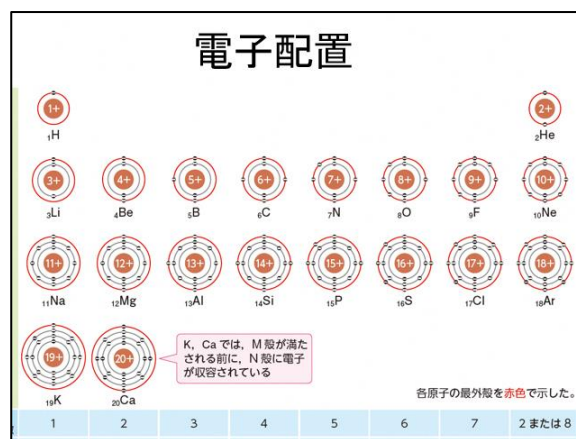 電子配置
1+ 2+
₁H ₂He
3+ 4+ 5+ 6+ 7+ 8+ 9+ 10+
₃Li ₄Be ₅B ₆C ₇N ₈O ₉F ₁₀Ne
11+ 12+ 13+ 14+ 15+ 16+ 17+ 18+
₁₁Na ₁₂Mg ₁₃Al ₁₄Si ₁₅P ₁₆S ₁₇Cl ₁₈Ar
19+ 20+
K, Ca では,M 殻が満た
される前に,N 殻に電子
が収容されている
₁₉K ₂₀Ca
各原子の最外殻を赤色で示した。
1 2 3 4 5 6 7 2 または 8